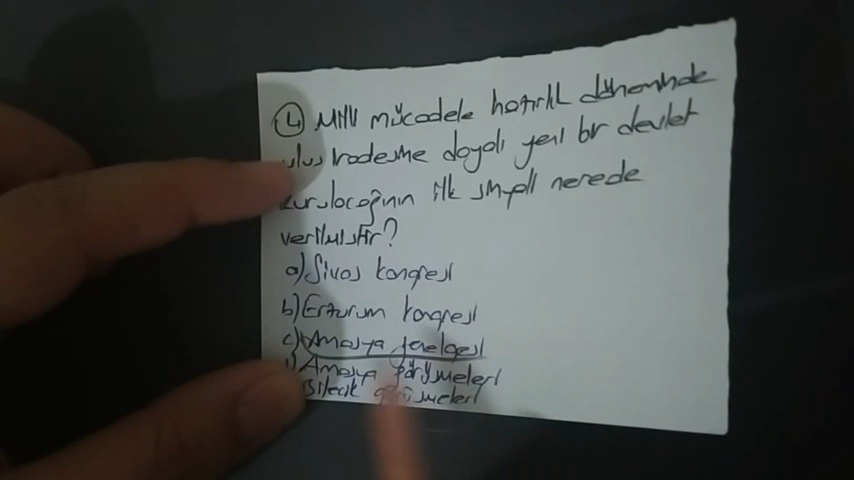 4 Milli mücadele hazırlık döneminde
ulus iradesine dayalı yeni bir devlet
kurulacağının ilk sinyali nerede
verilmiştir?
a) Sivas kongresi
b) Erzurum kongresi
c) Amasya genelgesi
d) Amasya görüşmeleri
Bilecik görüşmeleri